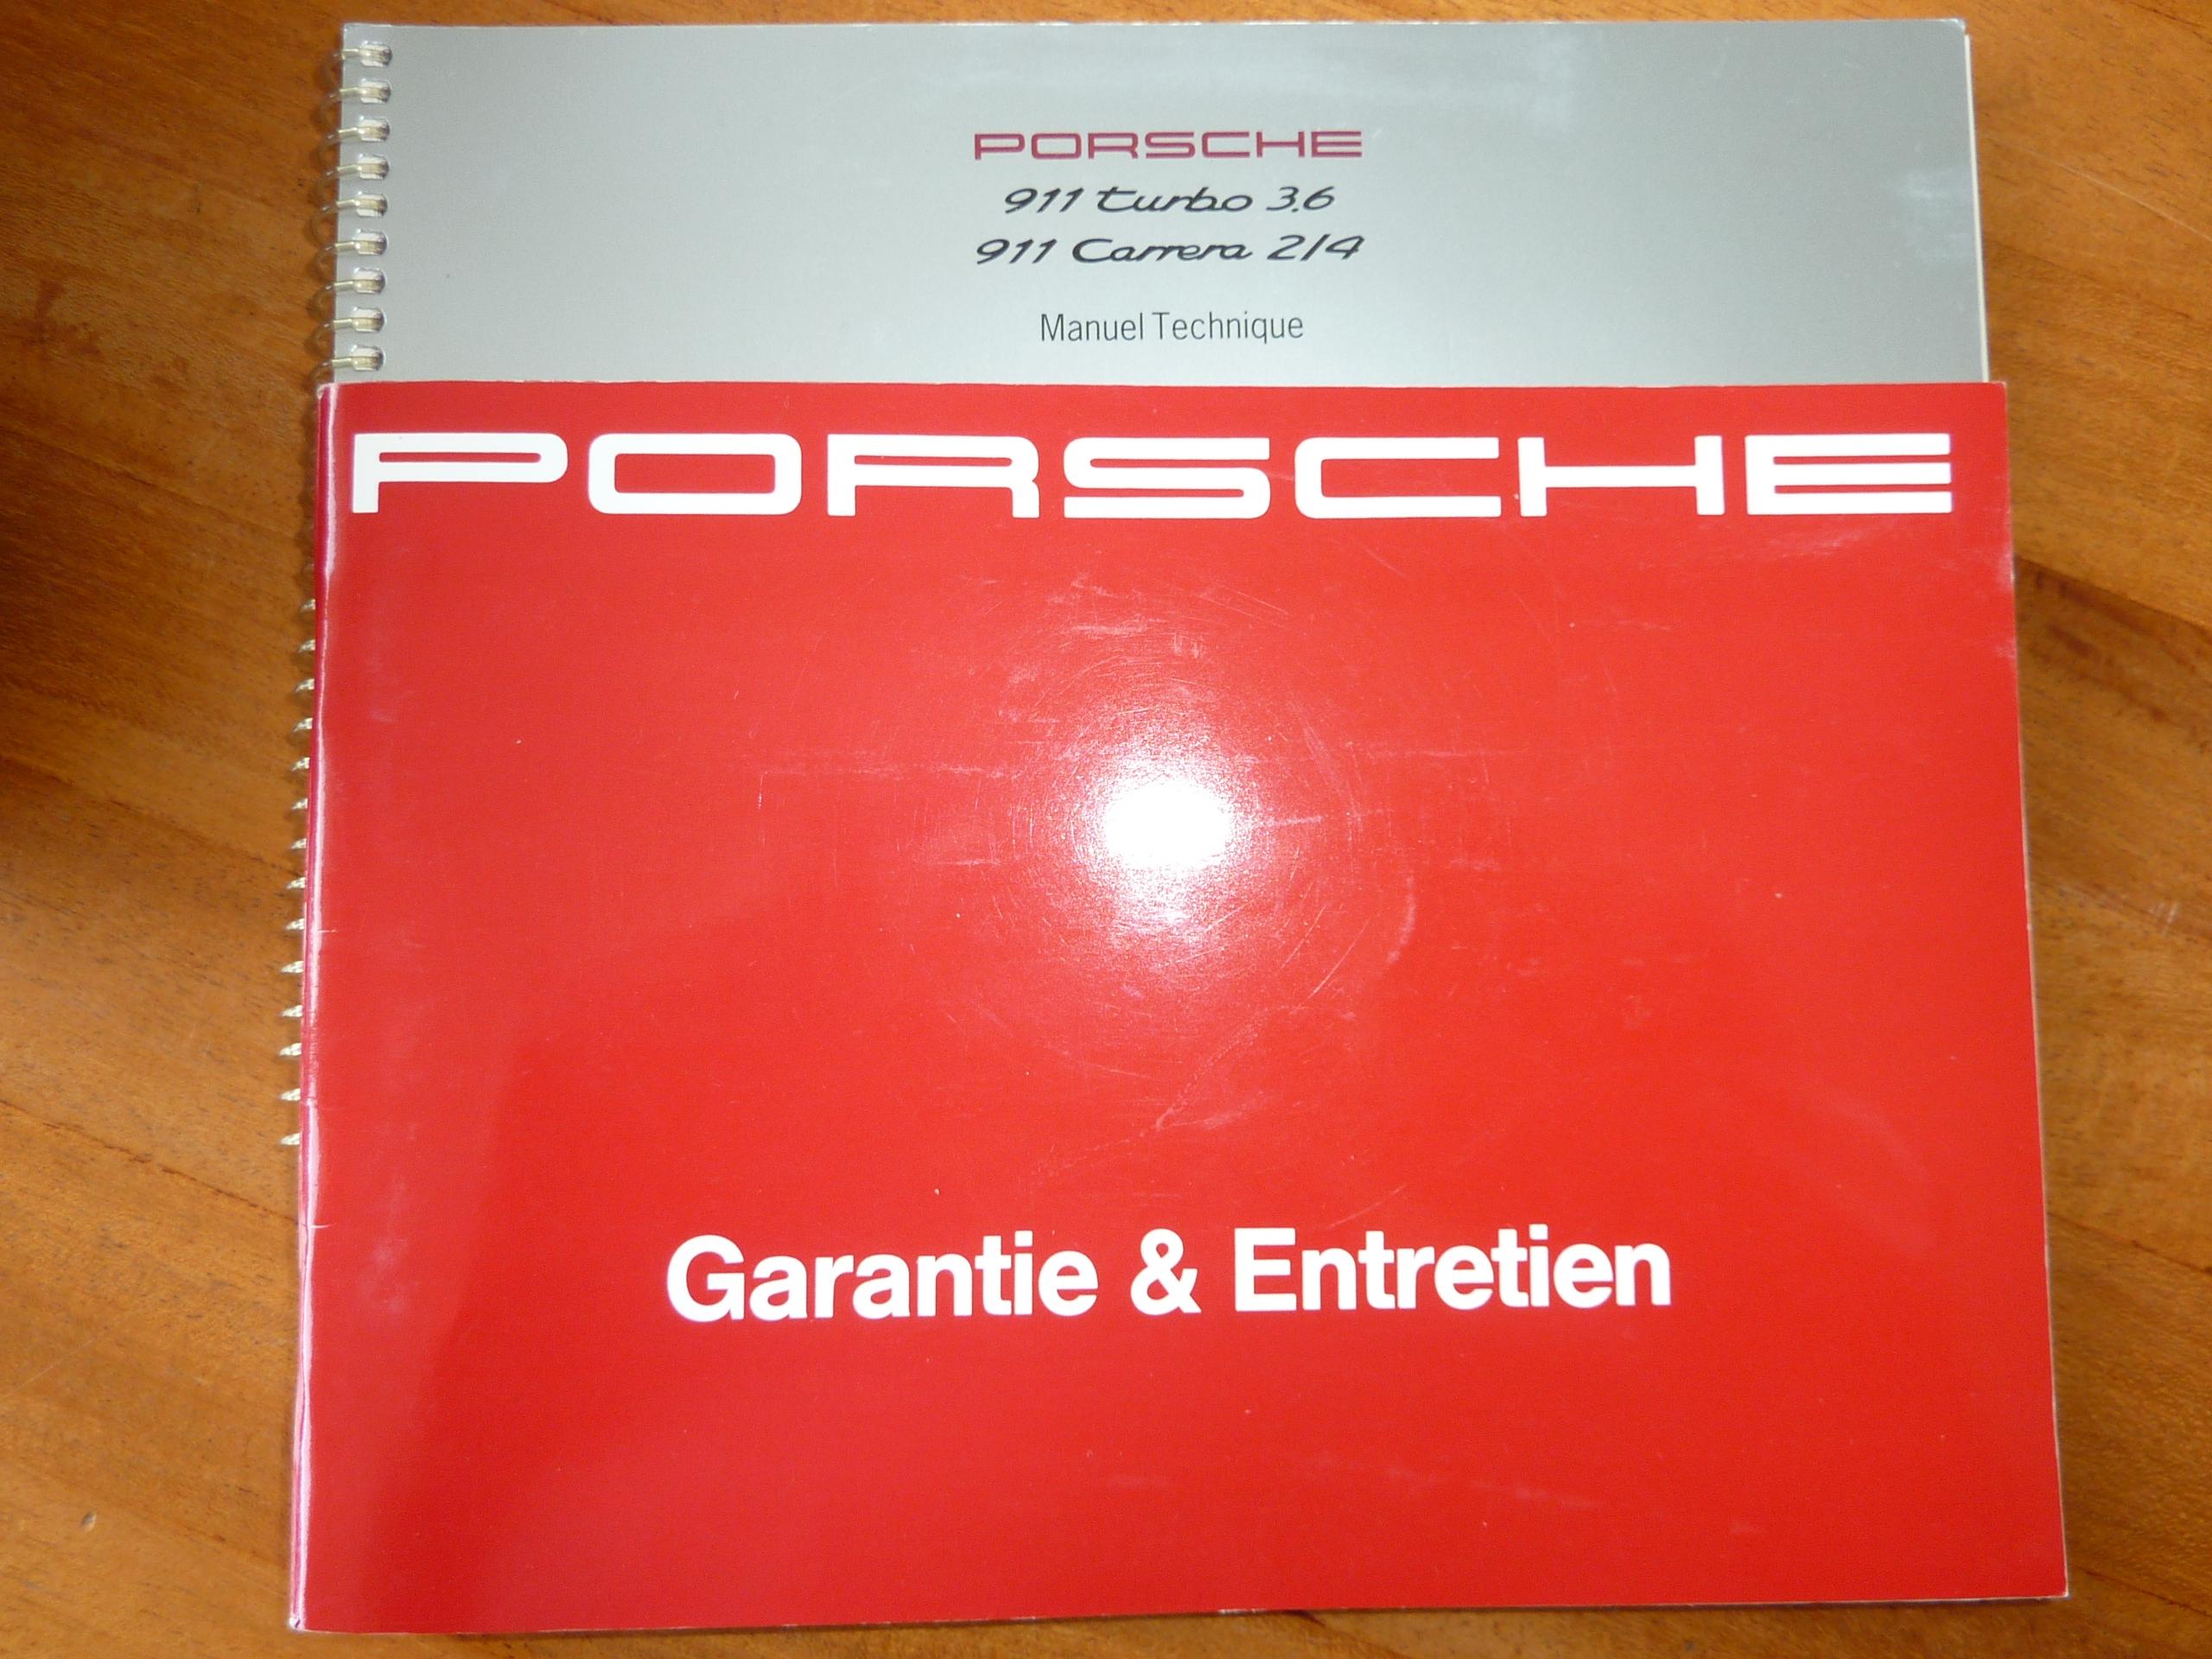 PORSCHE
911 turbo 3.6
911 Carrera 2/4
Manuel Technique
PORSCHE
Garantie & Entretien